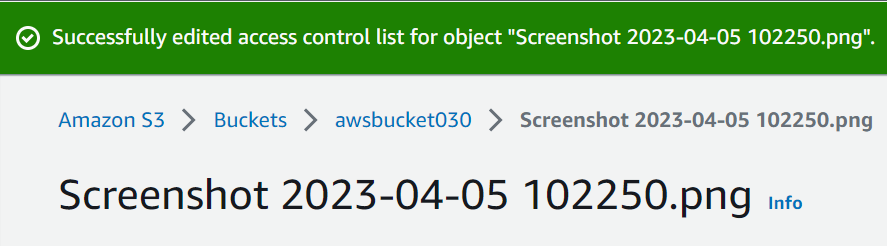 Successfully edited access control list for object "Screenshot 2023-04-05 102250.png".
Amazon S3 > Buckets > awsbucket030 > Screenshot 2023-04-05 102250.png
Screenshot 2023-04-05 102250.png Info